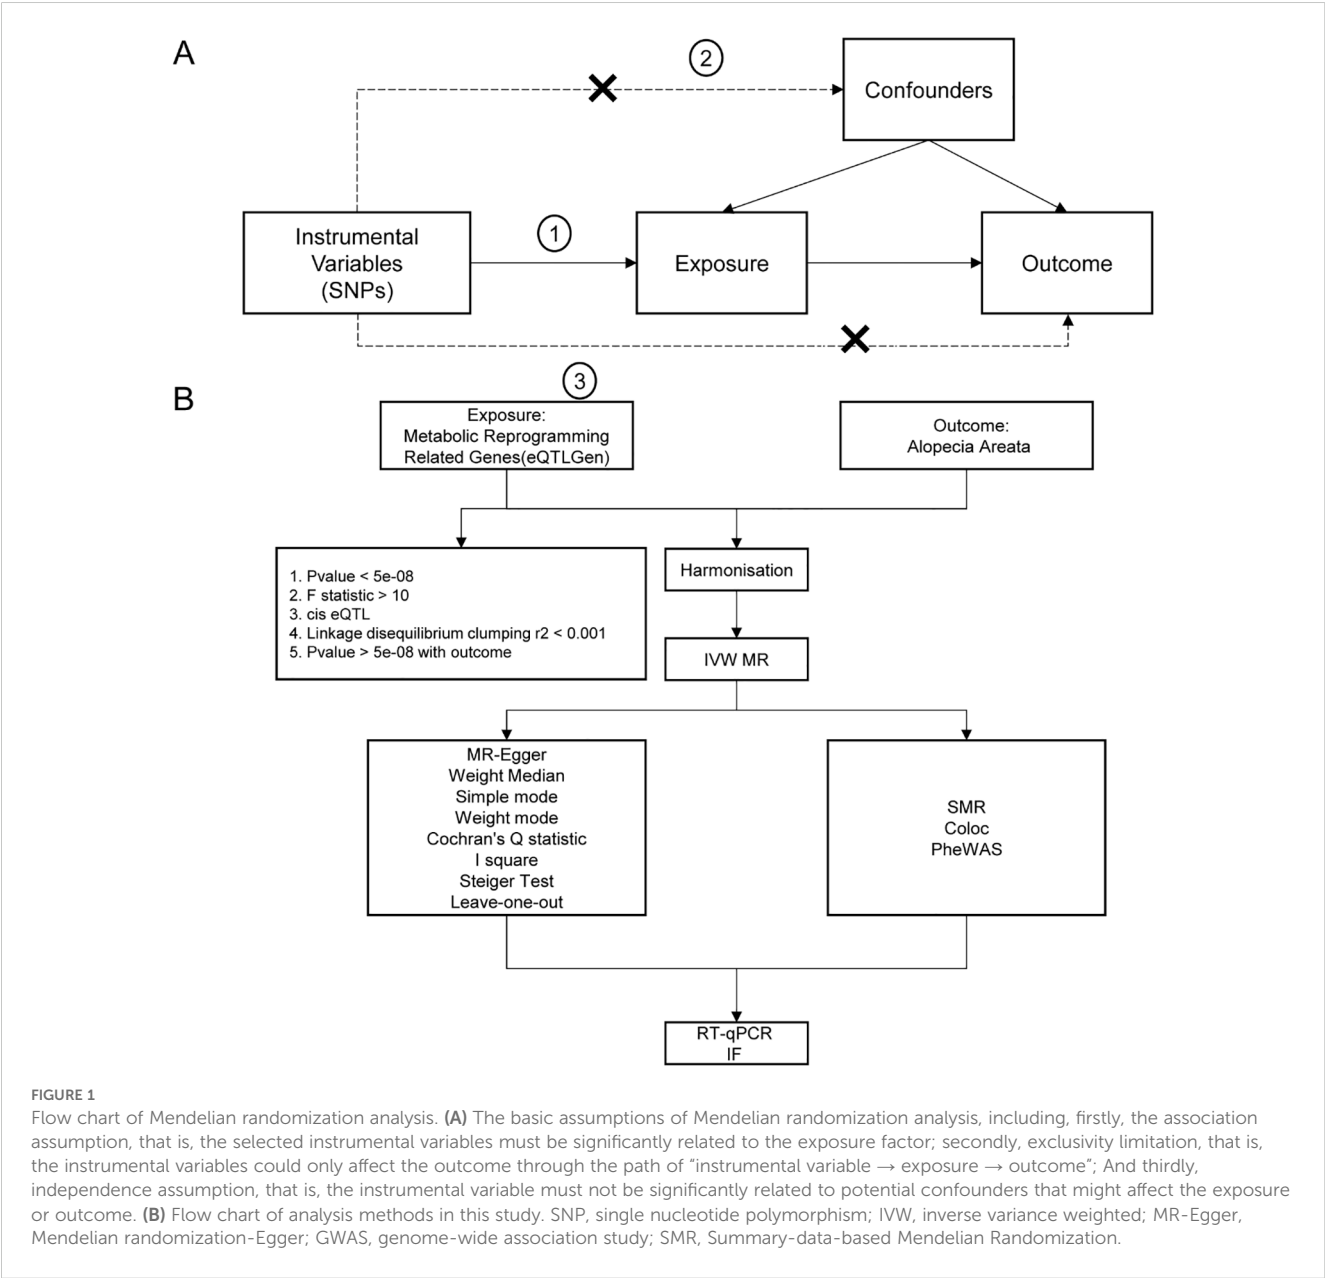 A
2
Confounders
1
Instrumental
Variables
(SNPs)
Exposure
Outcome
3
B
Exposure:
Metabolic Reprogramming
Related Genes(eQTLGen)
Outcome:
Alopecia Areata
1. Pvalue < 5e-08
2. F statistic > 10
3. cis eQTL
4. Linkage disequilibrium clumping r2 < 0.001
5. Pvalue > 5e-08 with outcome
Harmonisation
IVW MR
MR-Egger
Weight Median
Simple mode
Weight mode
Cochran's Q statistic
I square
Steiger Test
Leave-one-out
SMR
Coloc
PheWAS
RT-qPCR
IF
FIGURE 1
Flow chart of Mendelian randomization analysis. (A) The basic assumptions of Mendelian randomization analysis, including, firstly, the association
assumption, that is, the selected instrumental variables must be significantly related to the exposure factor; secondly, exclusivity limitation, that is,
the instrumental variables could only affect the outcome through the path of “instrumental variable → exposure → outcome”; And thirdly,
independence assumption, that is, the instrumental variable must not be significantly related to potential confounders that might affect the exposure
or outcome. (B) Flow chart of analysis methods in this study. SNP, single nucleotide polymorphism; IVW, inverse variance weighted; MR-Egger,
Mendelian randomization-Egger; GWAS, genome-wide association study; SMR, Summary-data-based Mendelian Randomization.